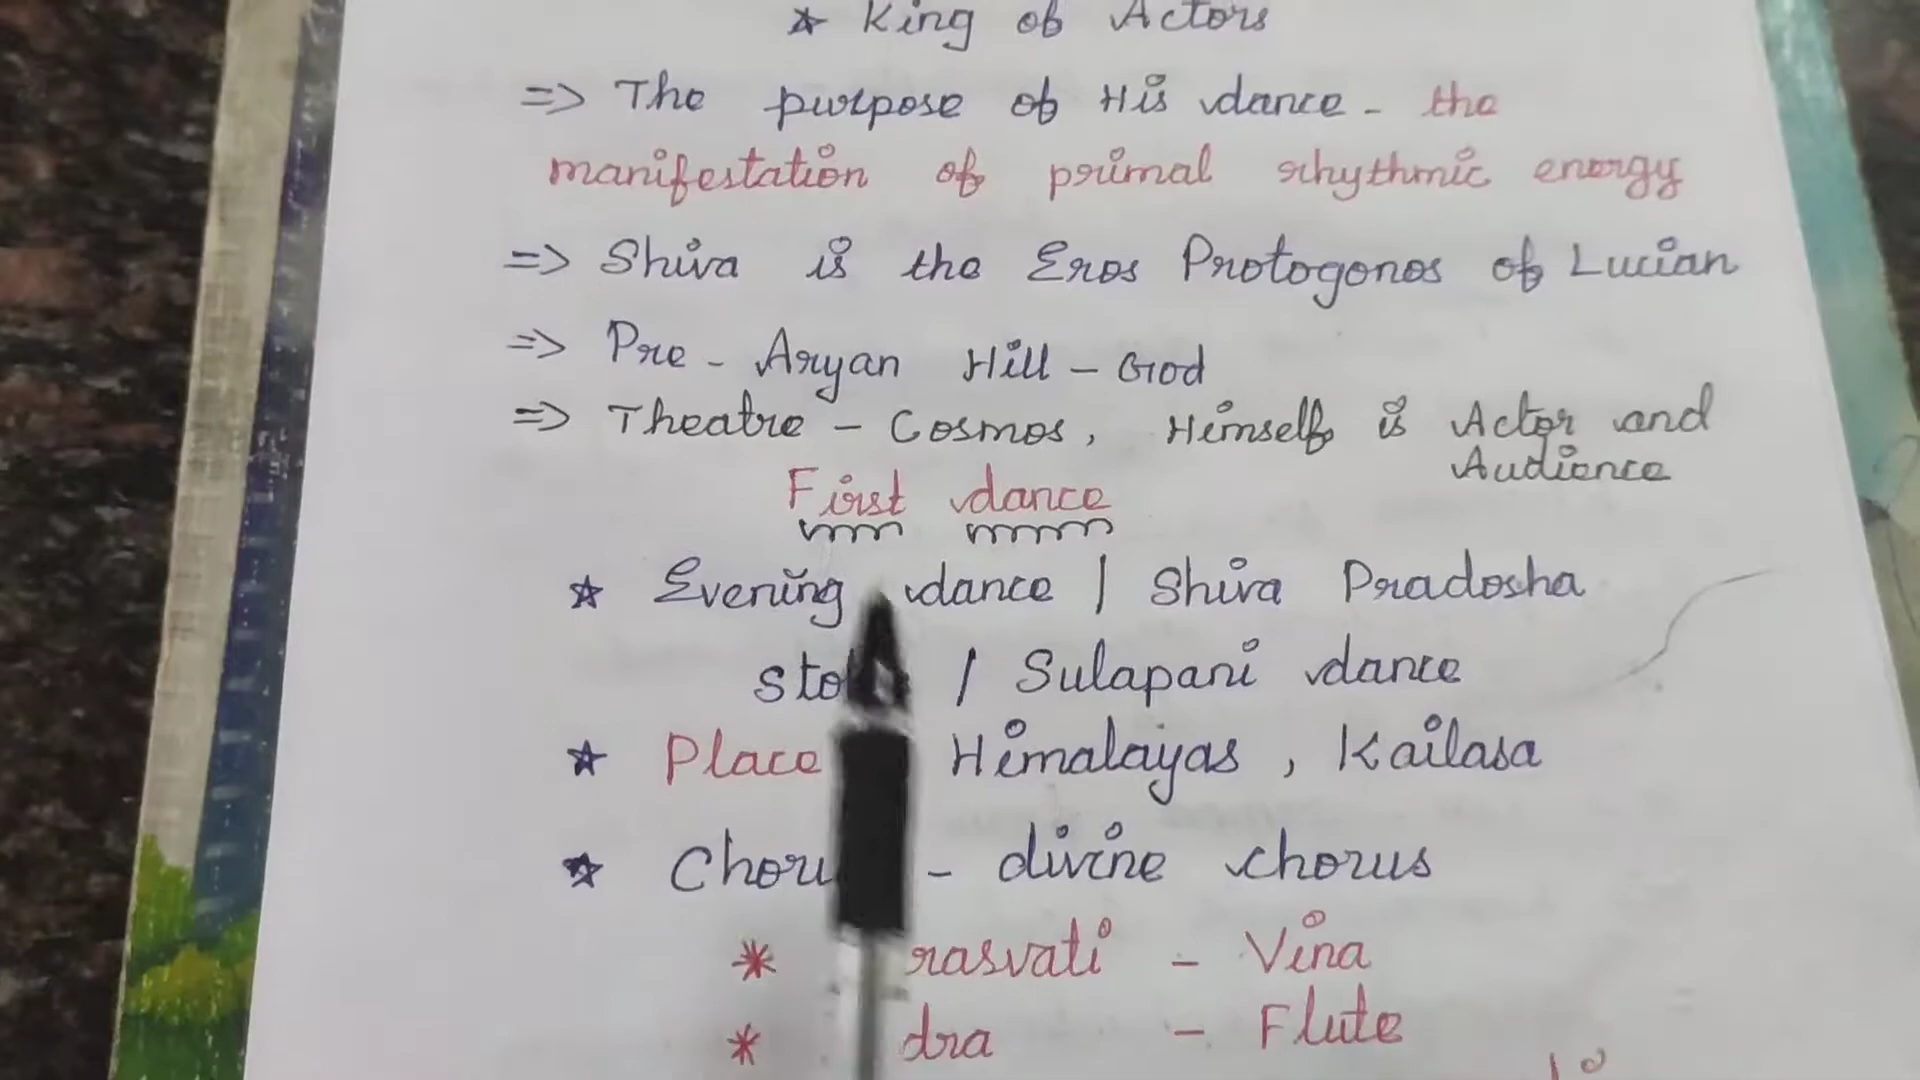 ★ King of Actors
=> The purpose of His dance - the
manifestation of primal rhythmic energy
=> Shiva is the Eros Protogonos of Lucian
=> Pre - Aryan Hill - God
=> Theatre - Cosmos, Himself is Actor and
Audience
First dance
★ Evening dance | Shiva Pradosha
/ Sulapani dance
★ Place Himalayas, Kailasa
★ - divine chorus
* - Vina
* - Flute